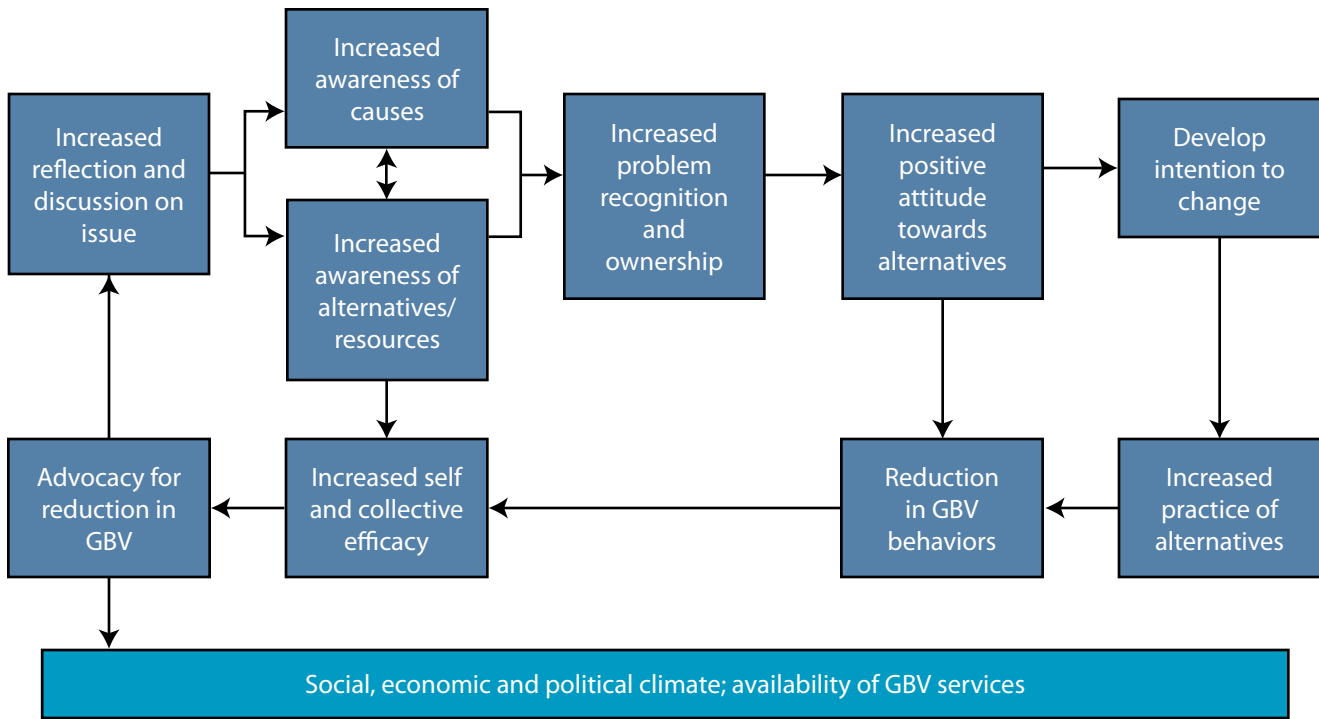 Increased
reflection and
discussion on
issue
Increased
awareness of
causes
Increased
awareness of
alternatives/
resources
Increased
problem
recognition
and
ownership
Increased
positive
attitude
towards
alternatives
Develop
intention to
change
Advocacy for
reduction in
GBV
Increased self
and collective
efficacy
Reduction
in GBV
behaviors
Increased
practice of
alternatives
Social, economic and political climate; availability of GBV services